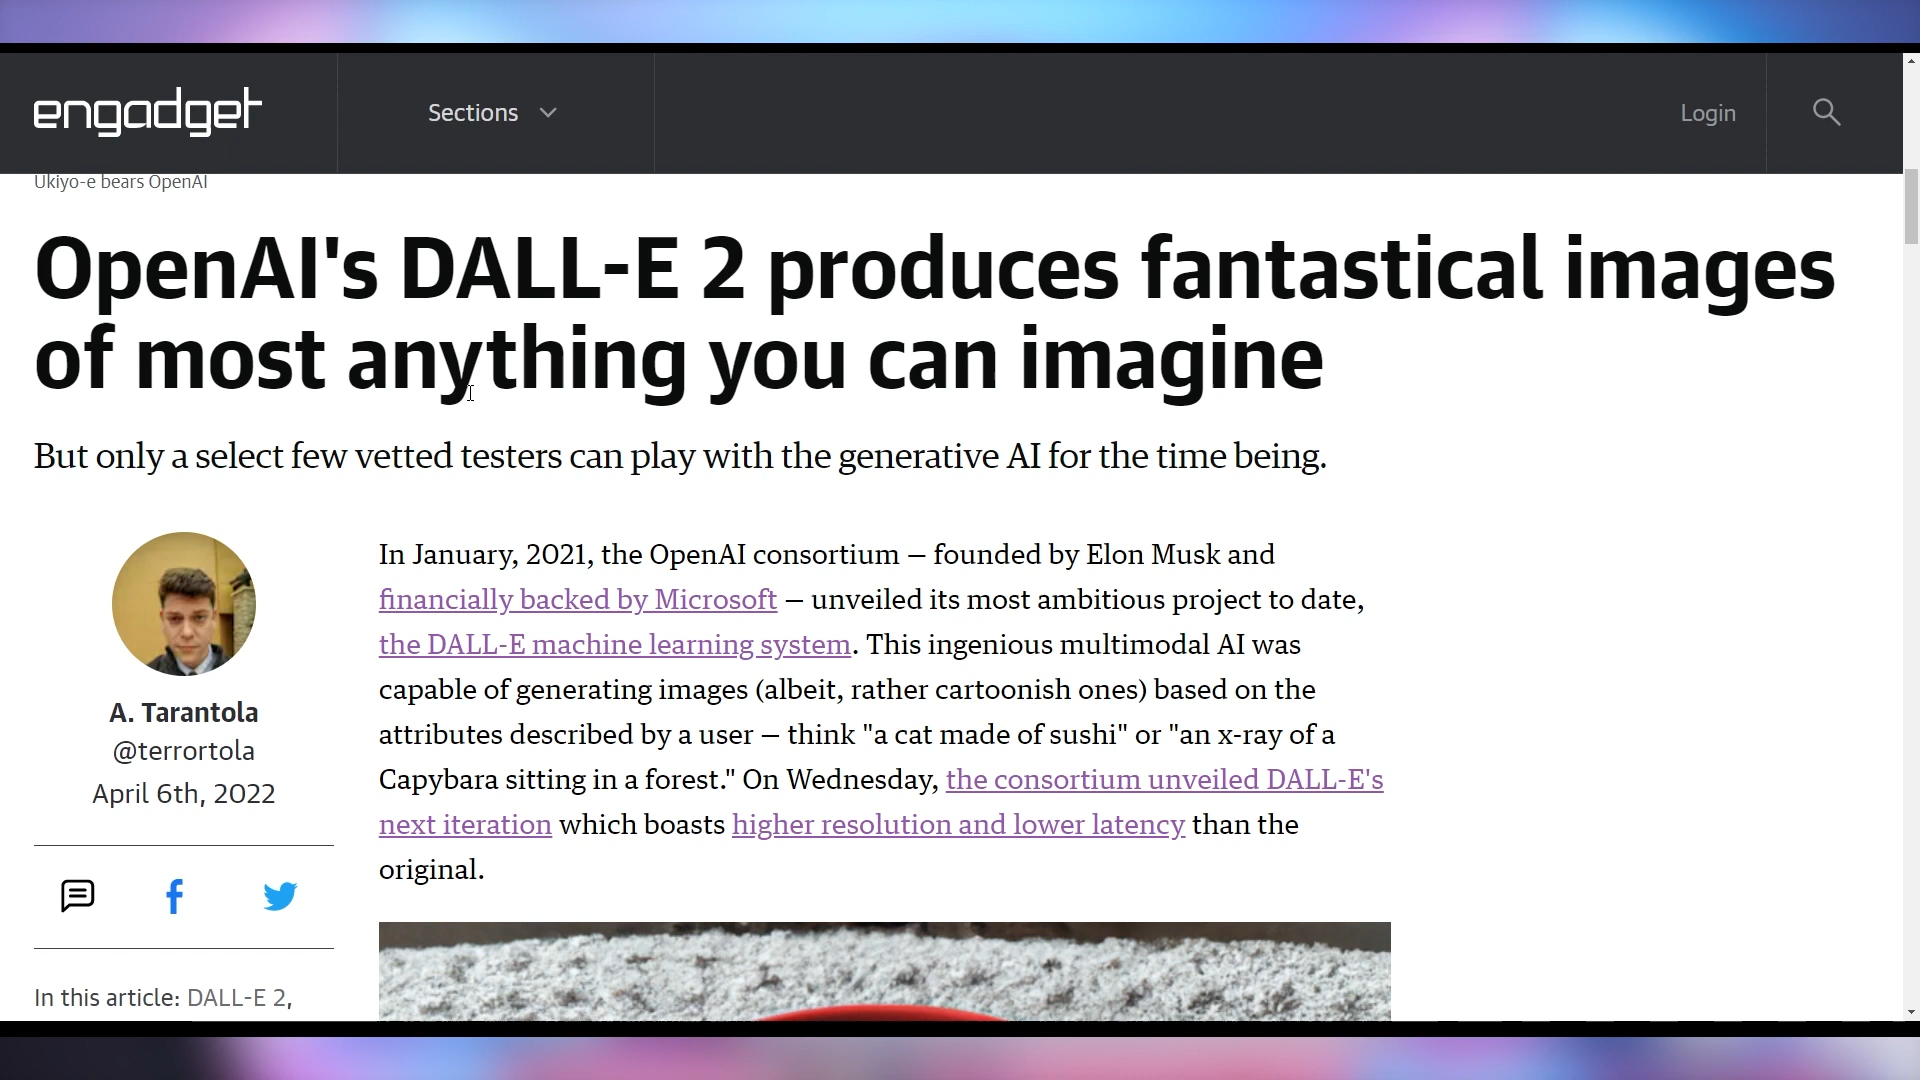 engadget
Sections
Login
Ukiyo-e bears OpenAI
OpenAI's DALL-E 2 produces fantastical images
of most anything you can imagine
But only a select few vetted testers can play with the generative AI for the time being.
A. Tarantola
@terrortola
April 6th, 2022
In this article: DALL-E 2,
In January, 2021, the OpenAI consortium — founded by Elon Musk and
financially backed by Microsoft — unveiled its most ambitious project to date,
the DALL-E machine learning system. This ingenious multimodal AI was
capable of generating images (albeit, rather cartoonish ones) based on the
attributes described by a user — think "a cat made of sushi" or "an x-ray of a
Capybara sitting in a forest." On Wednesday, the consortium unveiled DALL-E's
next iteration which boasts higher resolution and lower latency than the
original.